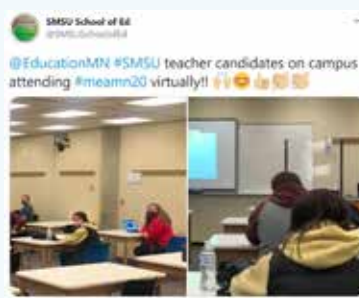 SMSU School of Ed
@EducationMN #SMSU teacher candidates on campus
attending #meamn20 virtually!! 🙌😊👍🏼👏🏼👏🏼